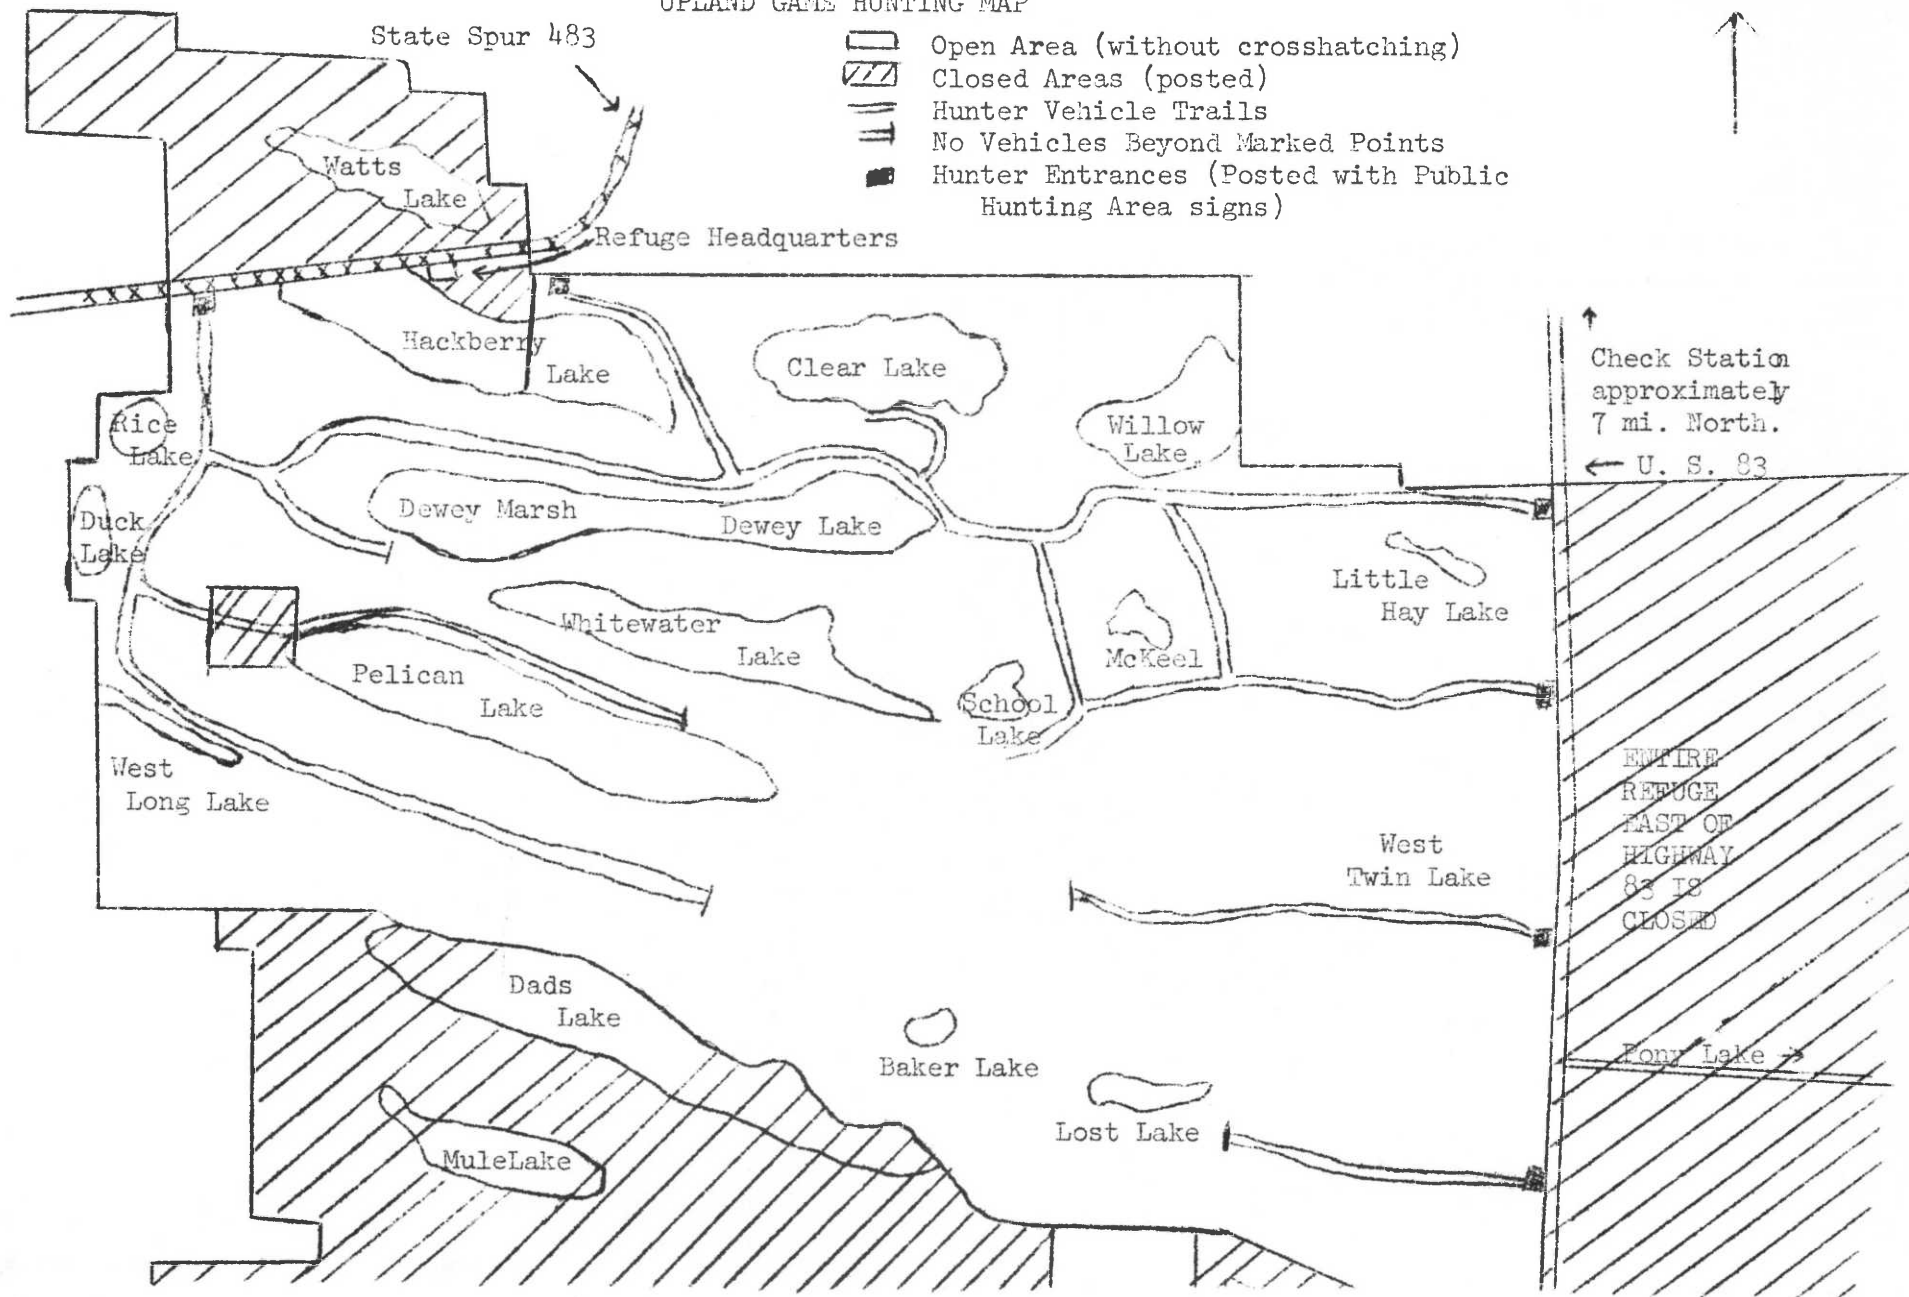 UPLAND GAME HUNTING MAP
State Spur 483
Open Area (without crosshatching)
Closed Areas (posted)
Hunter Vehicle Trails
No Vehicles Beyond Marked Points
Hunter Entrances (Posted with Public
Hunting Area signs)
Watts
Lake
Refuge Headquarters
Hackberry
Lake
Clear Lake
Willow
Lake
Check Station
approximately
7 mi. North.
U. S. 83
Rice
Lake
Duck
Lake
Dewey Marsh
Dewey Lake
Little
Hay Lake
Whitewater
Lake
McKeel
Pelican
Lake
School
Lake
West
Long Lake
West
Twin Lake
ENTIRE
REFUGE
EAST OF
HIGHWAY
83 IS
CLOSED
Dads
Lake
Baker Lake
Pony Lake
Lost Lake
MuleLake